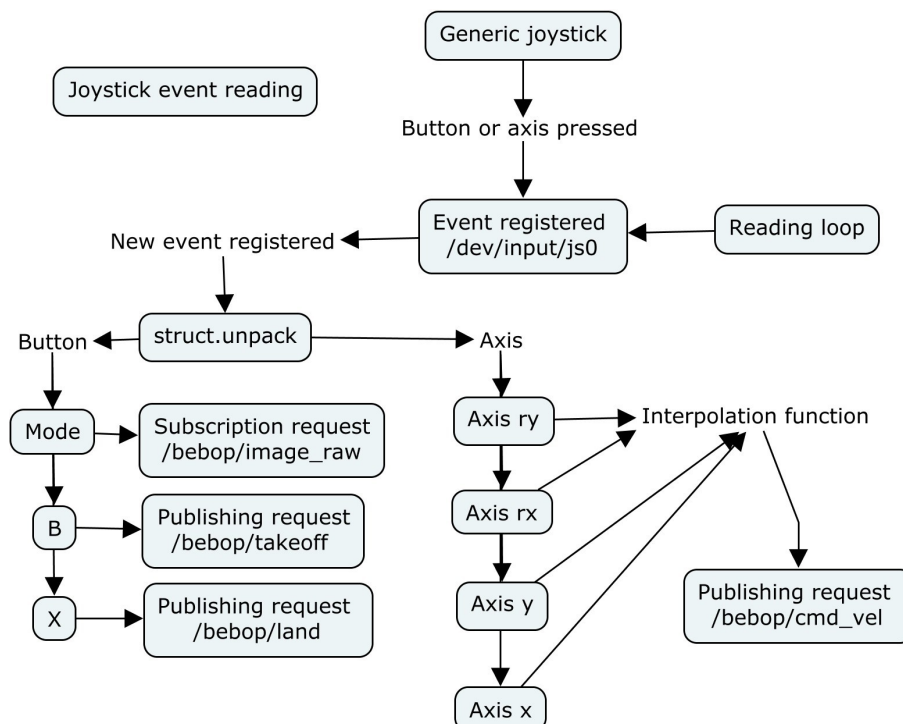 Generic joystick
Joystick event reading
Button or axis pressed
Event registered
/dev/input/js0
Reading loop
New event registered
struct.unpack
Button
Axis
Mode
Subscription request
/bebop/image_raw
Axis ry
Interpolation function
B
Publishing request
/bebop/takeoff
Axis rx
X
Publishing request
/bebop/land
Axis y
Publishing request
/bebop/cmd_vel
Axis x